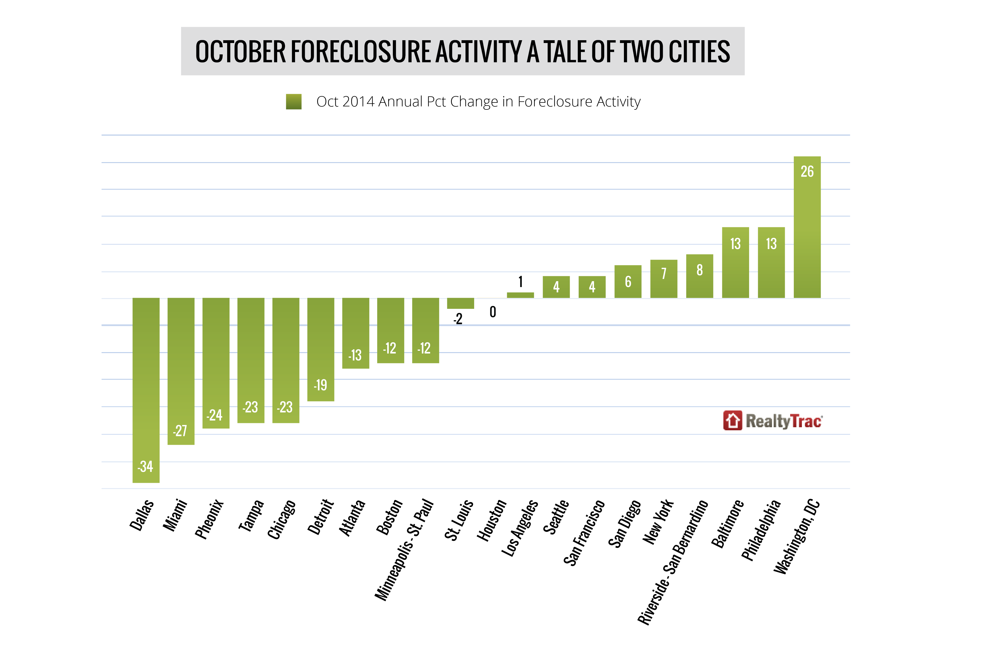 OCTOBER FORECLOSURE ACTIVITY A TALE OF TWO CITIES
Oct 2014 Annual Pct Change in Foreclosure Activity
26
13
13
8
7
6
4
4
1
0
-2
-12
-12
-13
-19
-23
-23
-24
-27
-34
RealtyTrac
Dallas
Miami
Pheonix
Tampa
Chicago
Detroit
Atlanta
Boston
Minneapolis - St. Paul
St. Louis
Houston
Los Angeles
Seattle
San Francisco
San Diego
New York
Riverside - San Bernardino
Baltimore
Philadelphia
Washington, DC